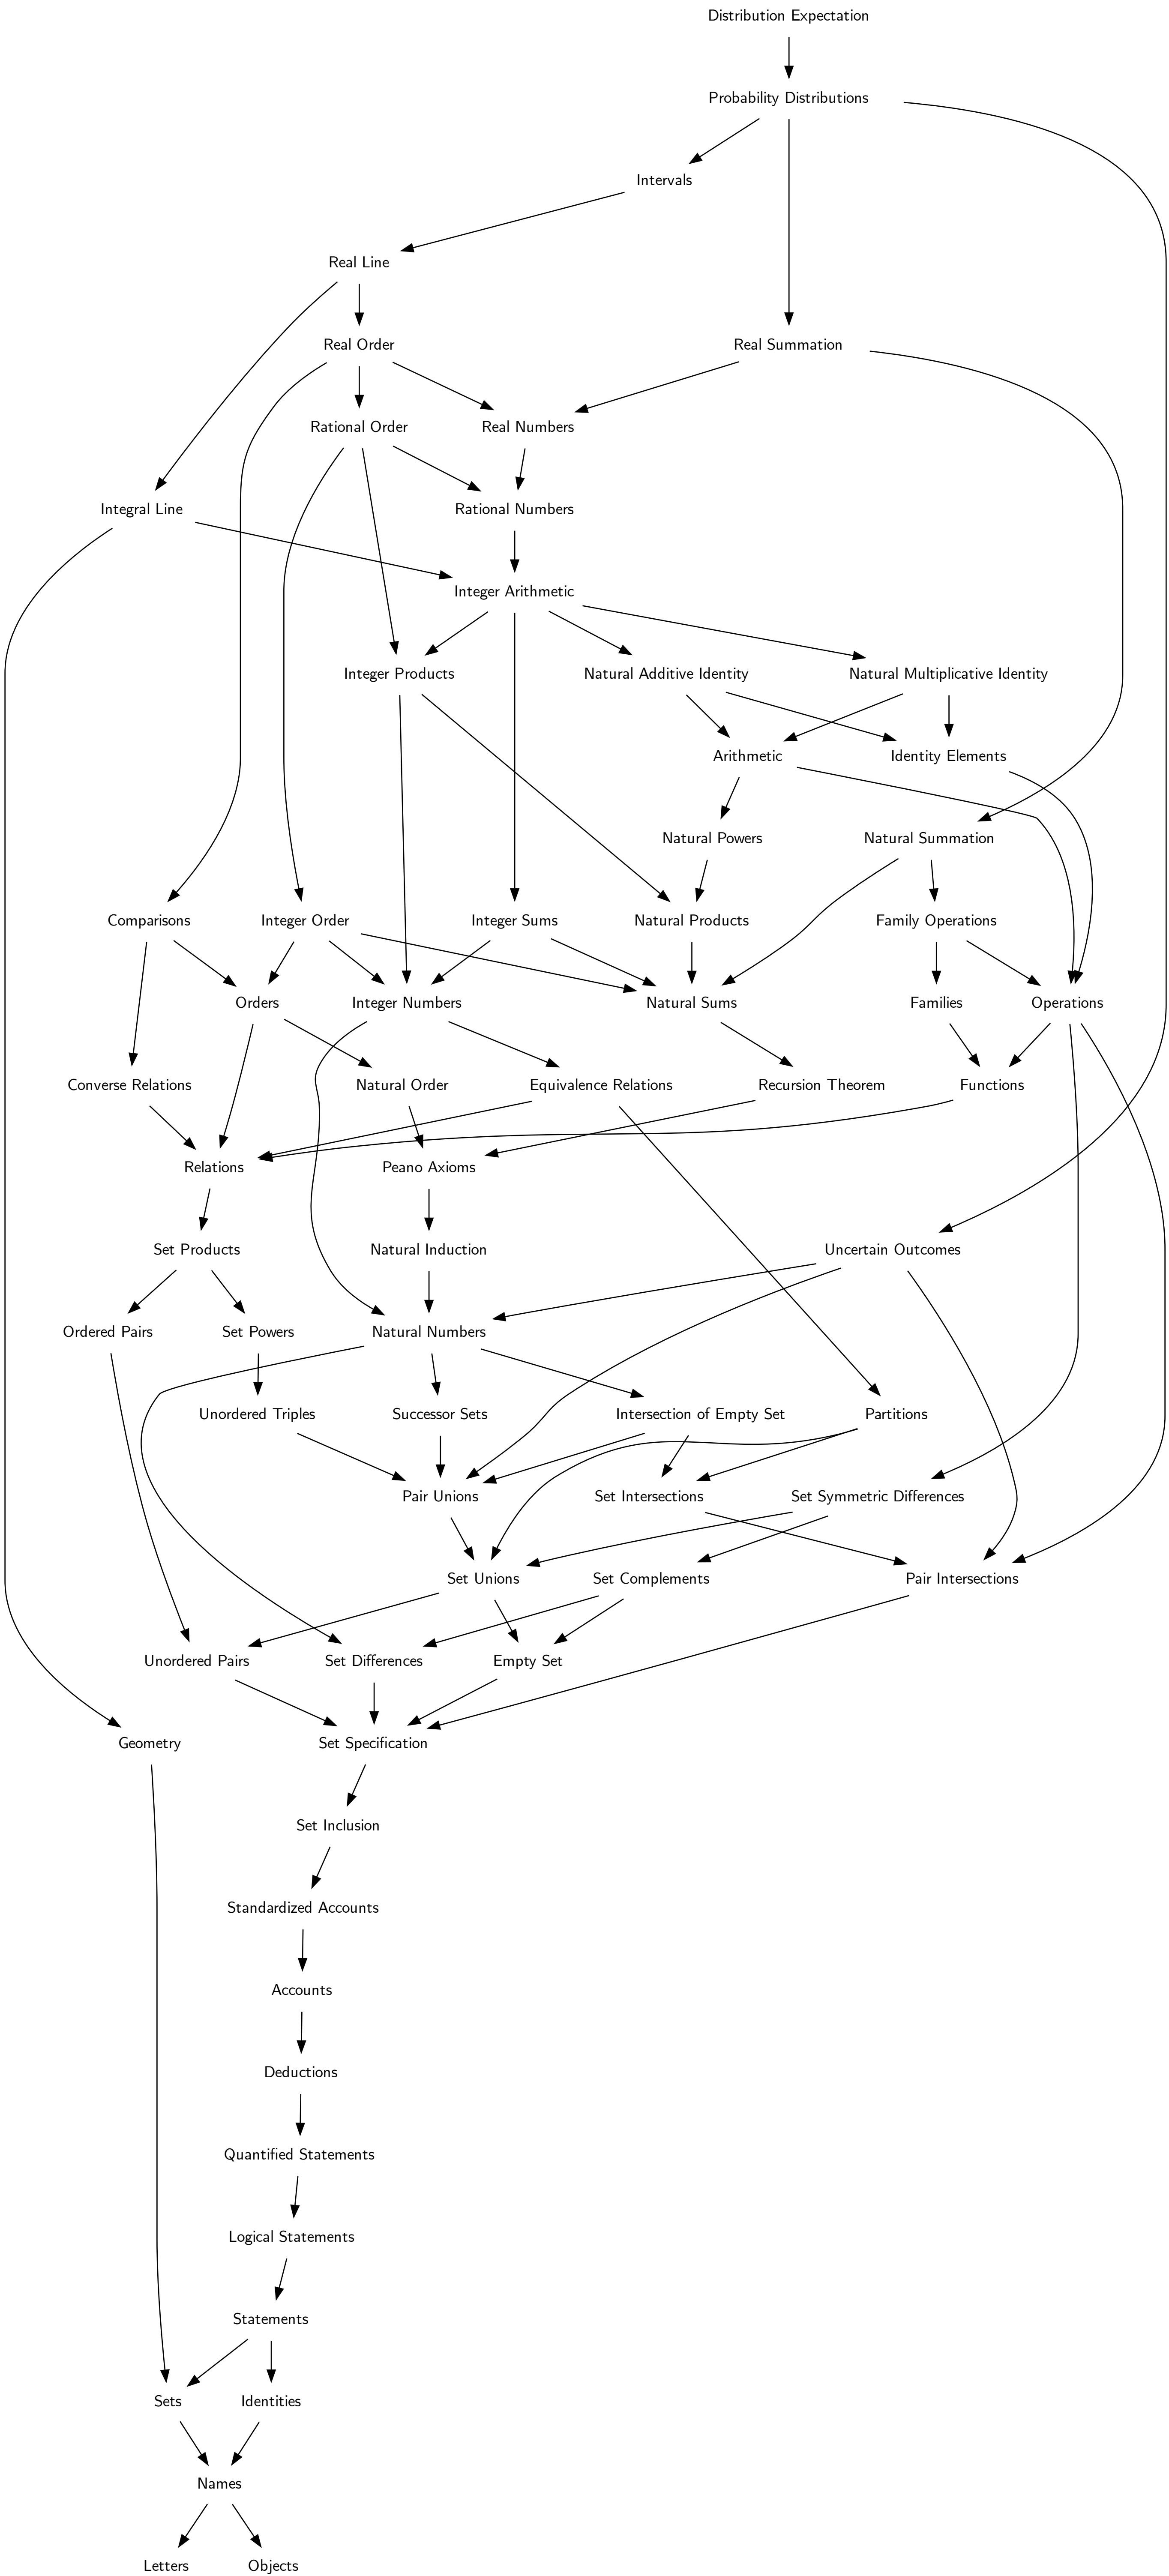 Distribution Expectation
Probability Distributions
Intervals
Real Line
Real Order
Real Summation
Rational Order
Real Numbers
Integral Line
Rational Numbers
Integer Arithmetic
Integer Products
Natural Additive Identity
Natural Multiplicative Identity
Arithmetic
Identity Elements
Natural Powers
Natural Summation
Comparisons
Integer Order
Integer Sums
Natural Products
Family Operations
Orders
Integer Numbers
Natural Sums
Families
Operations
Converse Relations
Natural Order
Equivalence Relations
Recursion Theorem
Functions
Relations
Peano Axioms
Set Products
Natural Induction
Uncertain Outcomes
Ordered Pairs
Set Powers
Natural Numbers
Unordered Triples
Successor Sets
Intersection of Empty Set
Partitions
Pair Unions
Set Intersections
Set Symmetric Differences
Set Unions
Set Complements
Pair Intersections
Unordered Pairs
Set Differences
Empty Set
Geometry
Set Specification
Set Inclusion
Standardized Accounts
Accounts
Deductions
Quantified Statements
Logical Statements
Statements
Sets
Identities
Names
Letters
Objects